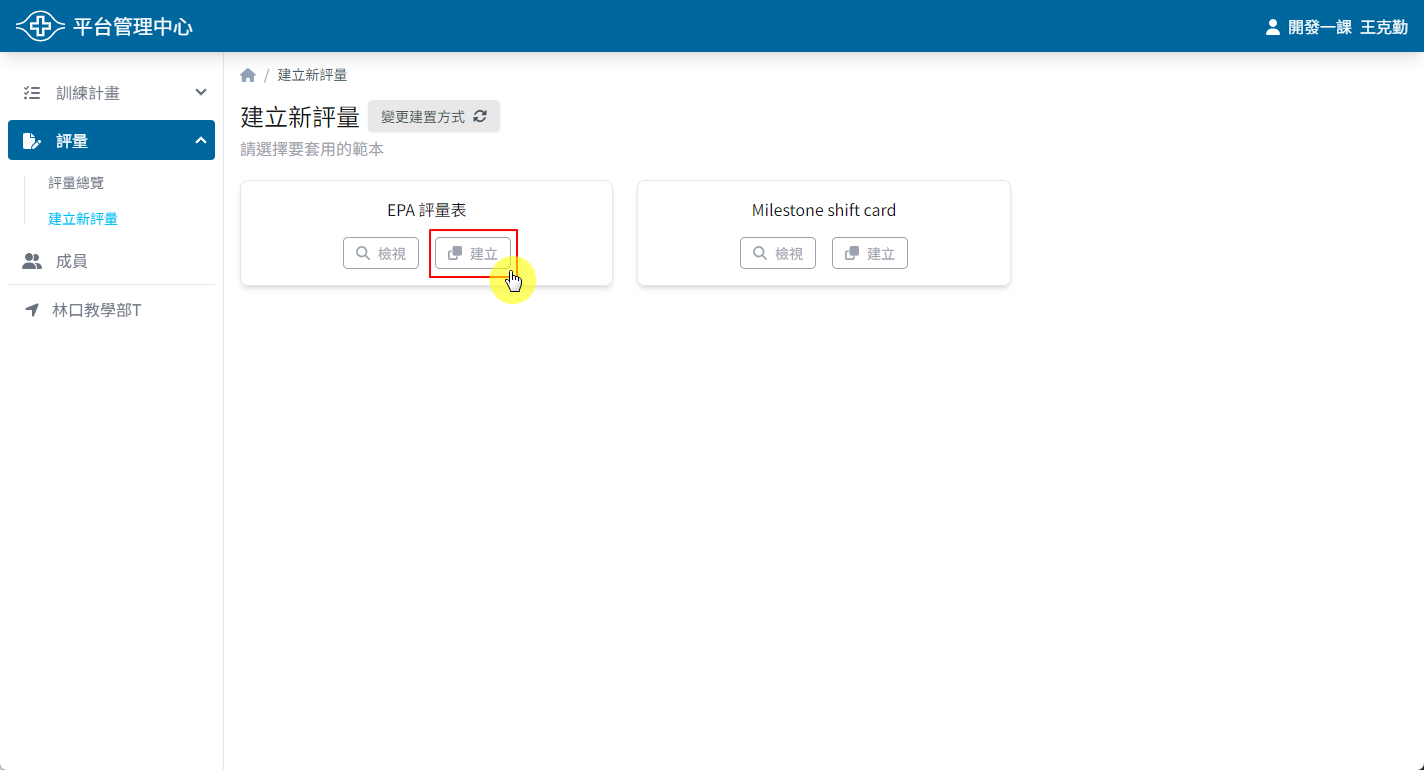 平台管理中心
開發一課 王克勤
訓練計畫
評量
評量總覽
建立新評量
成員
林口教學部T
/ 建立新評量
建立新評量 變更建置方式
請選擇要套用的範本
EPA 評量表
檢視 建立
Milestone shift card
檢視 建立